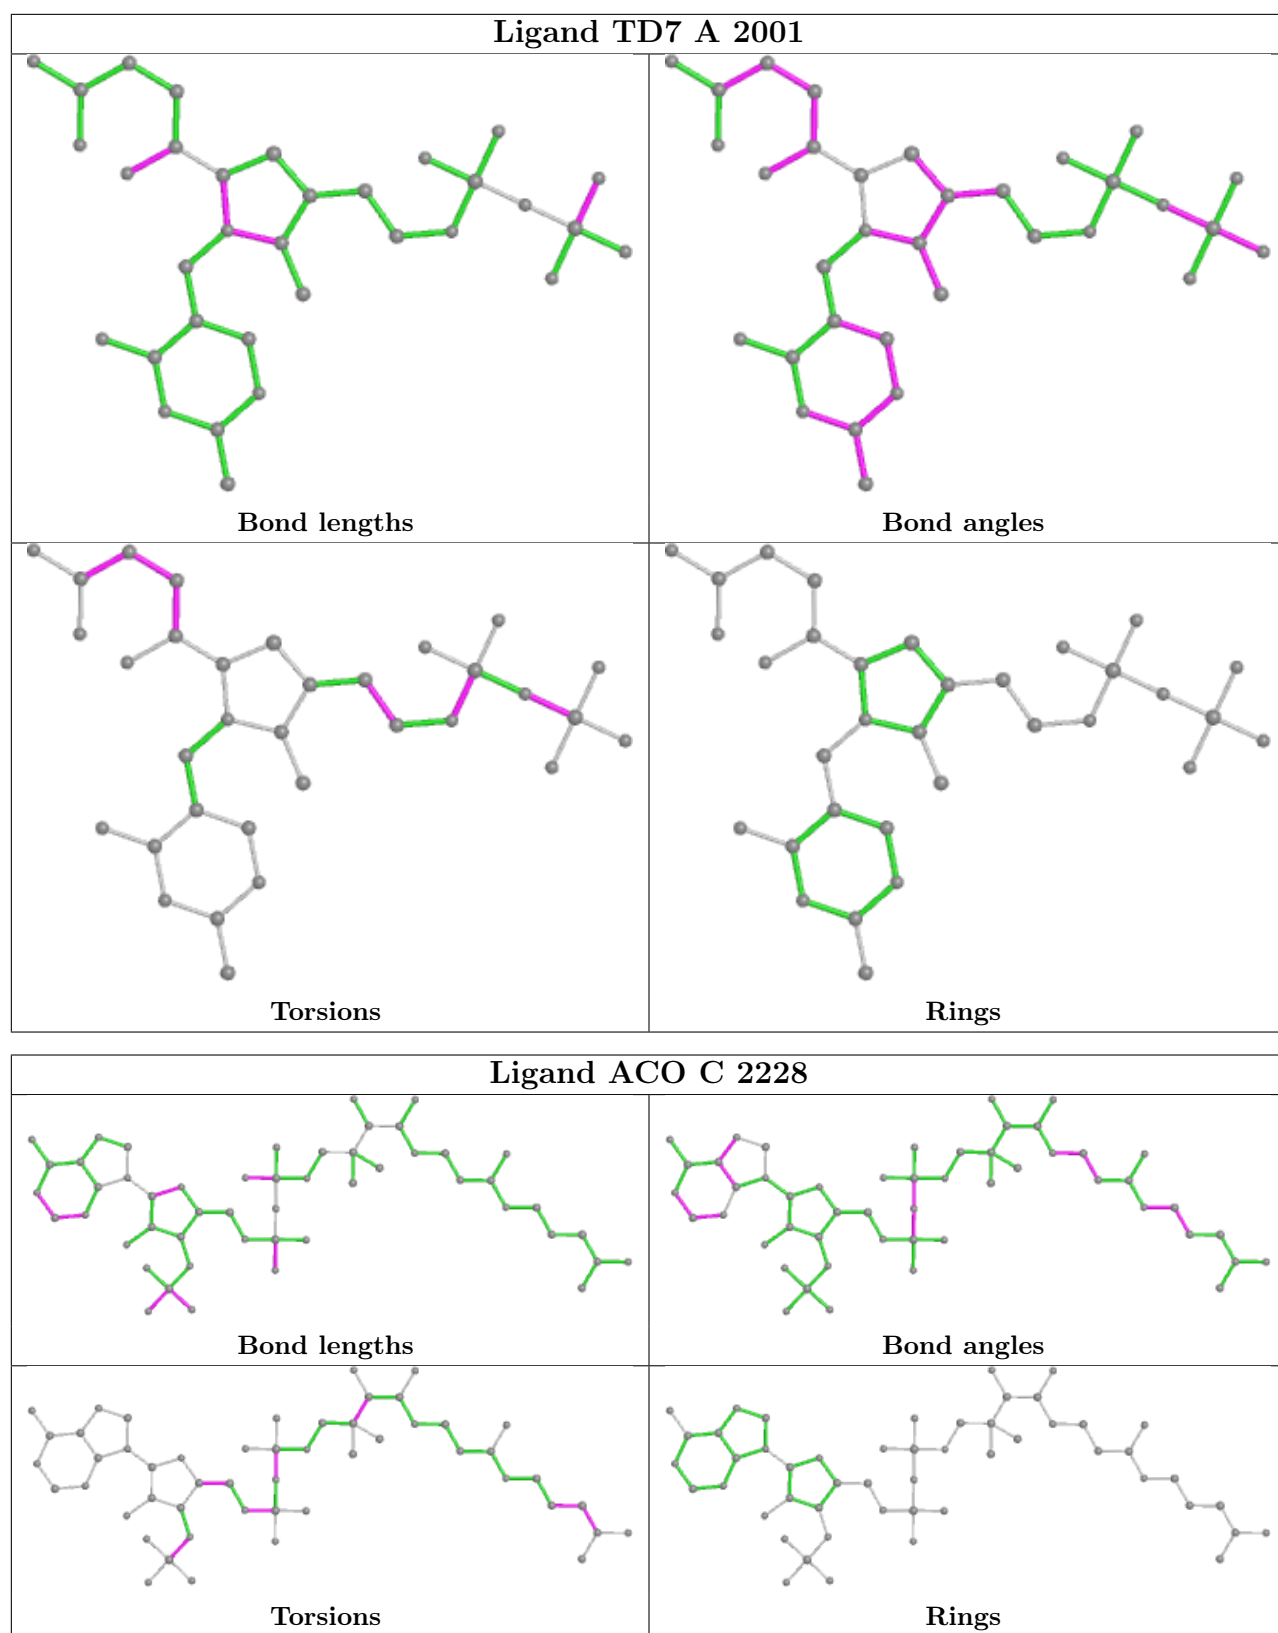 Ligand TD7 A 2001
Bond lengths
Bond angles
Torsions
Rings
Ligand ACO C 2228
Bond lengths
Bond angles
Torsions
Rings